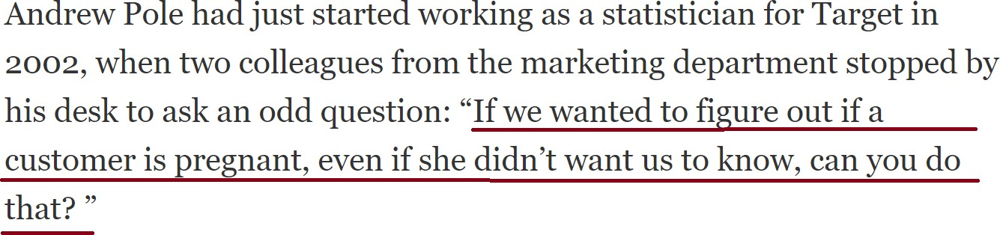 Andrew Pole had just started working as a statistician for Target in
2002, when two colleagues from the marketing department stopped by
his desk to ask an odd question: “If we wanted to figure out if a
customer is pregnant, even if she didn’t want us to know, can you do
that? ”